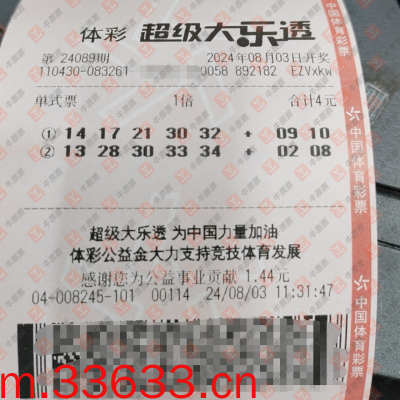 体彩 超级大乐透
第 24089期 2024年08月03日开奖
110430-083261 0058 892182 EZVxkw
单式票 1倍 合计4元
① 14 17 21 30 32 + 09 10
② 13 28 30 33 34 + 02 08
超级大乐透 为中国力量加油
体彩公益金大力支持竞技体育发展
感谢您为公益事业贡献 1.44元
04-008245-101 00114 24/08/03 11:31:47
中国体育彩票
中国体育彩票
m.33633.cn